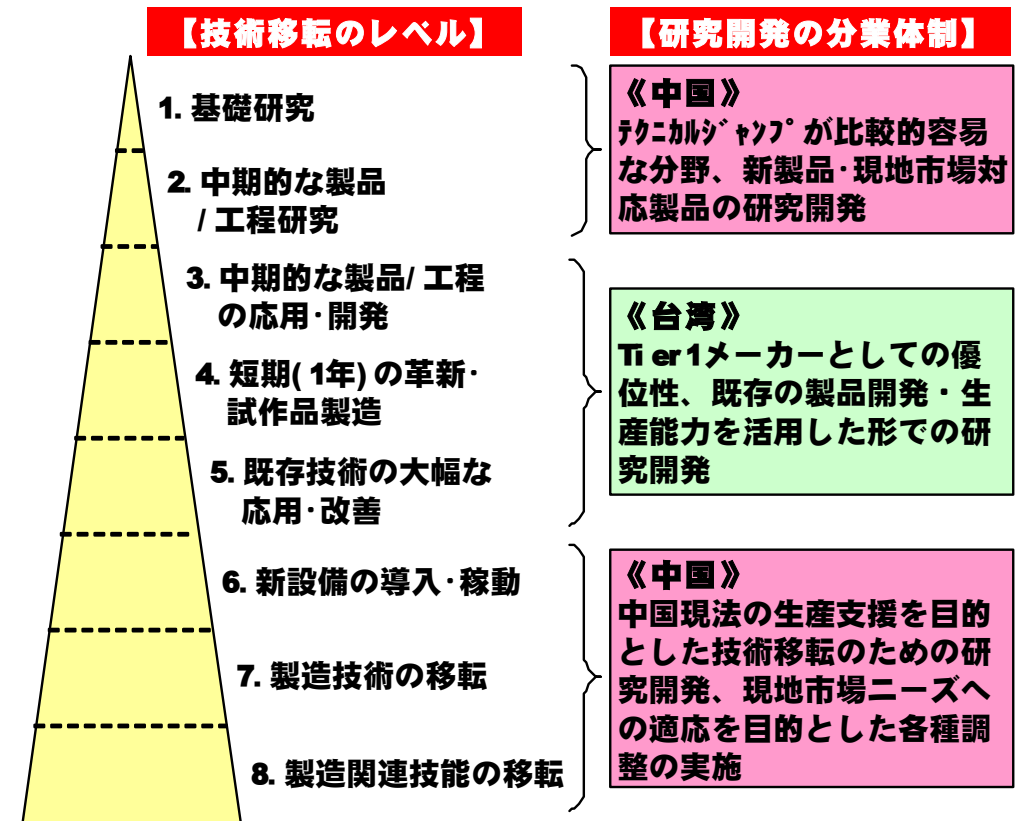 【技術移転のレベル】
1. 基礎研究
2. 中期的な製品
/ 工程研究
3. 中期的な製品/ 工程
の応用･開発
4. 短期( 1年) の革新･
試作品製造
5. 既存技術の大幅な
応用･改善
6. 新設備の導入･稼動
7. 製造技術の移転
8. 製造関連技能の移転
【研究開発の分業体制】
《中国》
ﾃｸﾆｶﾙｼﾞｬﾝﾌﾟが比較的容易
な分野、新製品･現地市場対
応製品の研究開発
《台湾》
Tier1メーカーとしての優
位性、既存の製品開発・生
産能力を活用した形での研
究開発
《中国》
中国現法の生産支援を目的
とした技術移転のための研
究開発、現地市場ニーズへ
の適応を目的とした各種調
整の実施